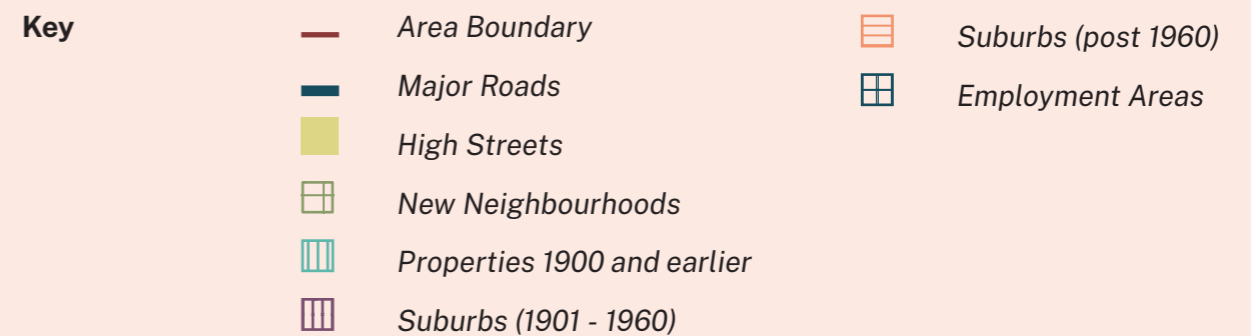 Key
Area Boundary
Major Roads
High Streets
New Neighbourhoods
Properties 1900 and earlier
Suburbs (1901 - 1960)
Suburbs (post 1960)
Employment Areas